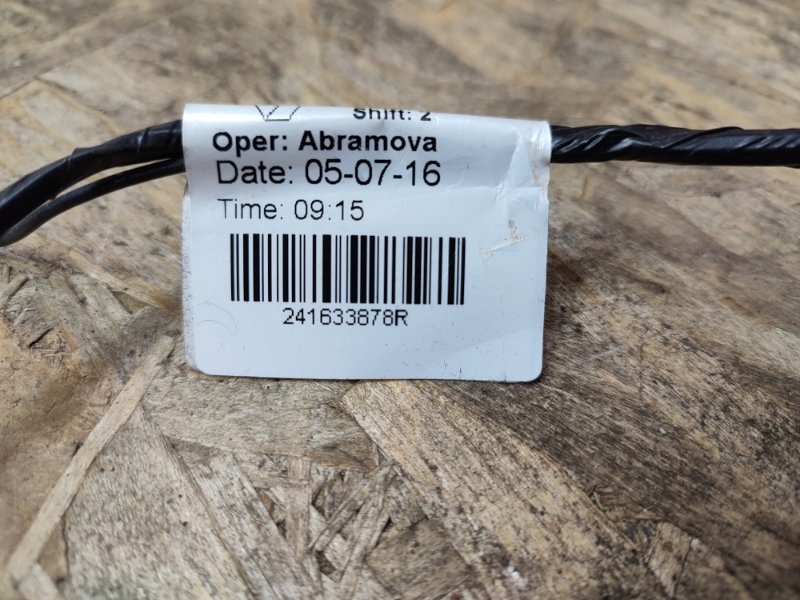 Shift: 2
Oper: Abramova
Date: 05-07-16
Time: 09:15
241633878R